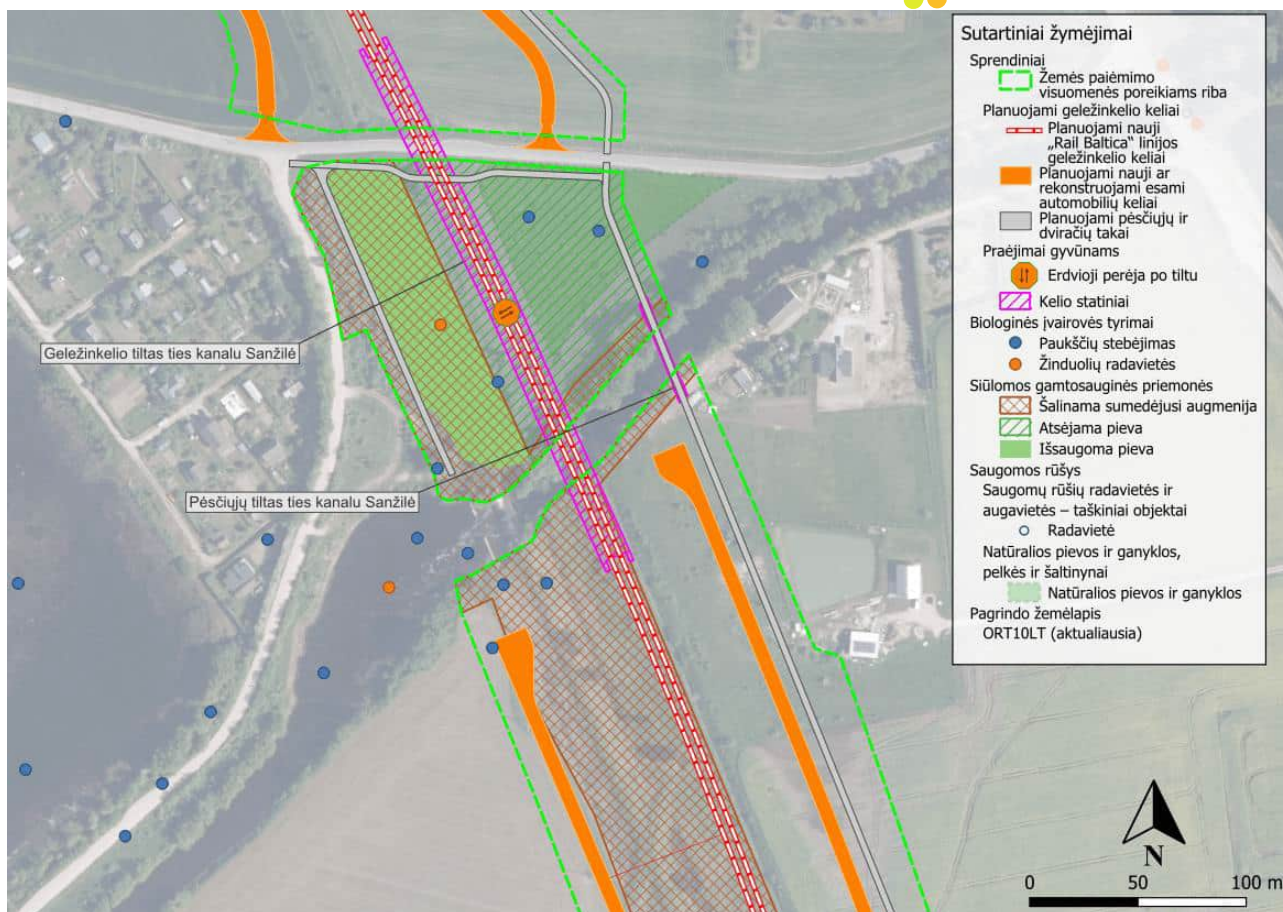 Sutartiniai žymėjimai
Sprendiniai
Žemės paiėmimo
visuomenės poreikiams riba
Planuojami geležinkelio keliai
Planuojami nauji
„Rail Baltica“ linijos
geležinkelio keliai
Planuojami nauji ar
rekonstruojami esami
automobilių keliai
Planuojami pėsčiųjų ir
dviračių takai
Praėjimai gyvūnams
Erdvioji perėja po tiltu
Kelio statiniai
Biologinės įvairovės tyrimai
Paukščių stebėjimas
Žinduolių radavietės
Siūlomos gamtosauginės priemonės
Šalinama sumedėjusi augmenija
Atsėjama pieva
Išsaugoma pieva
Saugomos rūšys
Saugomų rūšių radavietės ir
augavietės – taškiniai objektai
Radavietė
Natūralios pievos ir ganyklos,
pelkės ir šaltinynai
Natūralios pievos ir ganyklos
Pagrindo žemėlapis
ORT10LT (aktualiausia)
Geležinkelio tiltas ties kanalu Sanžilė
Pėsčiųjų tiltas ties kanalu Sanžilė
N
0 50 100 m